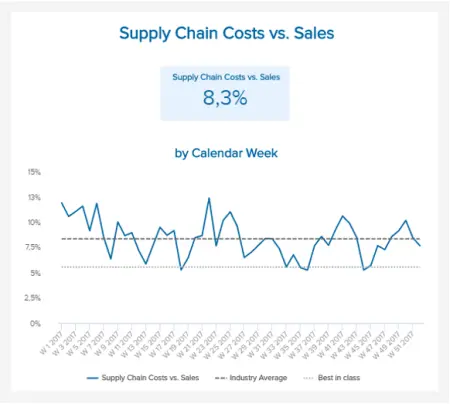 Supply Chain Costs vs. Sales
Supply Chain Costs vs. Sales
8,3%
by Calendar Week
15%
13%
10%
7.5%
5%
2.5%
0%
W 1 2017
W 3 2017
W 5 2017
W 7 2017
W 9 2017
W 11 2017
W 13 2017
W 15 2017
W 17 2017
W 19 2017
W 21 2017
W 23 2017
W 25 2017
W 27 2017
W 29 2017
W 31 2017
W 33 2017
W 35 2017
W 37 2017
W 39 2017
W 41 2017
W 43 2017
W 45 2017
W 47 2017
W 49 2017
W 51 2017
Supply Chain Costs vs. Sales Industry Average Best in class